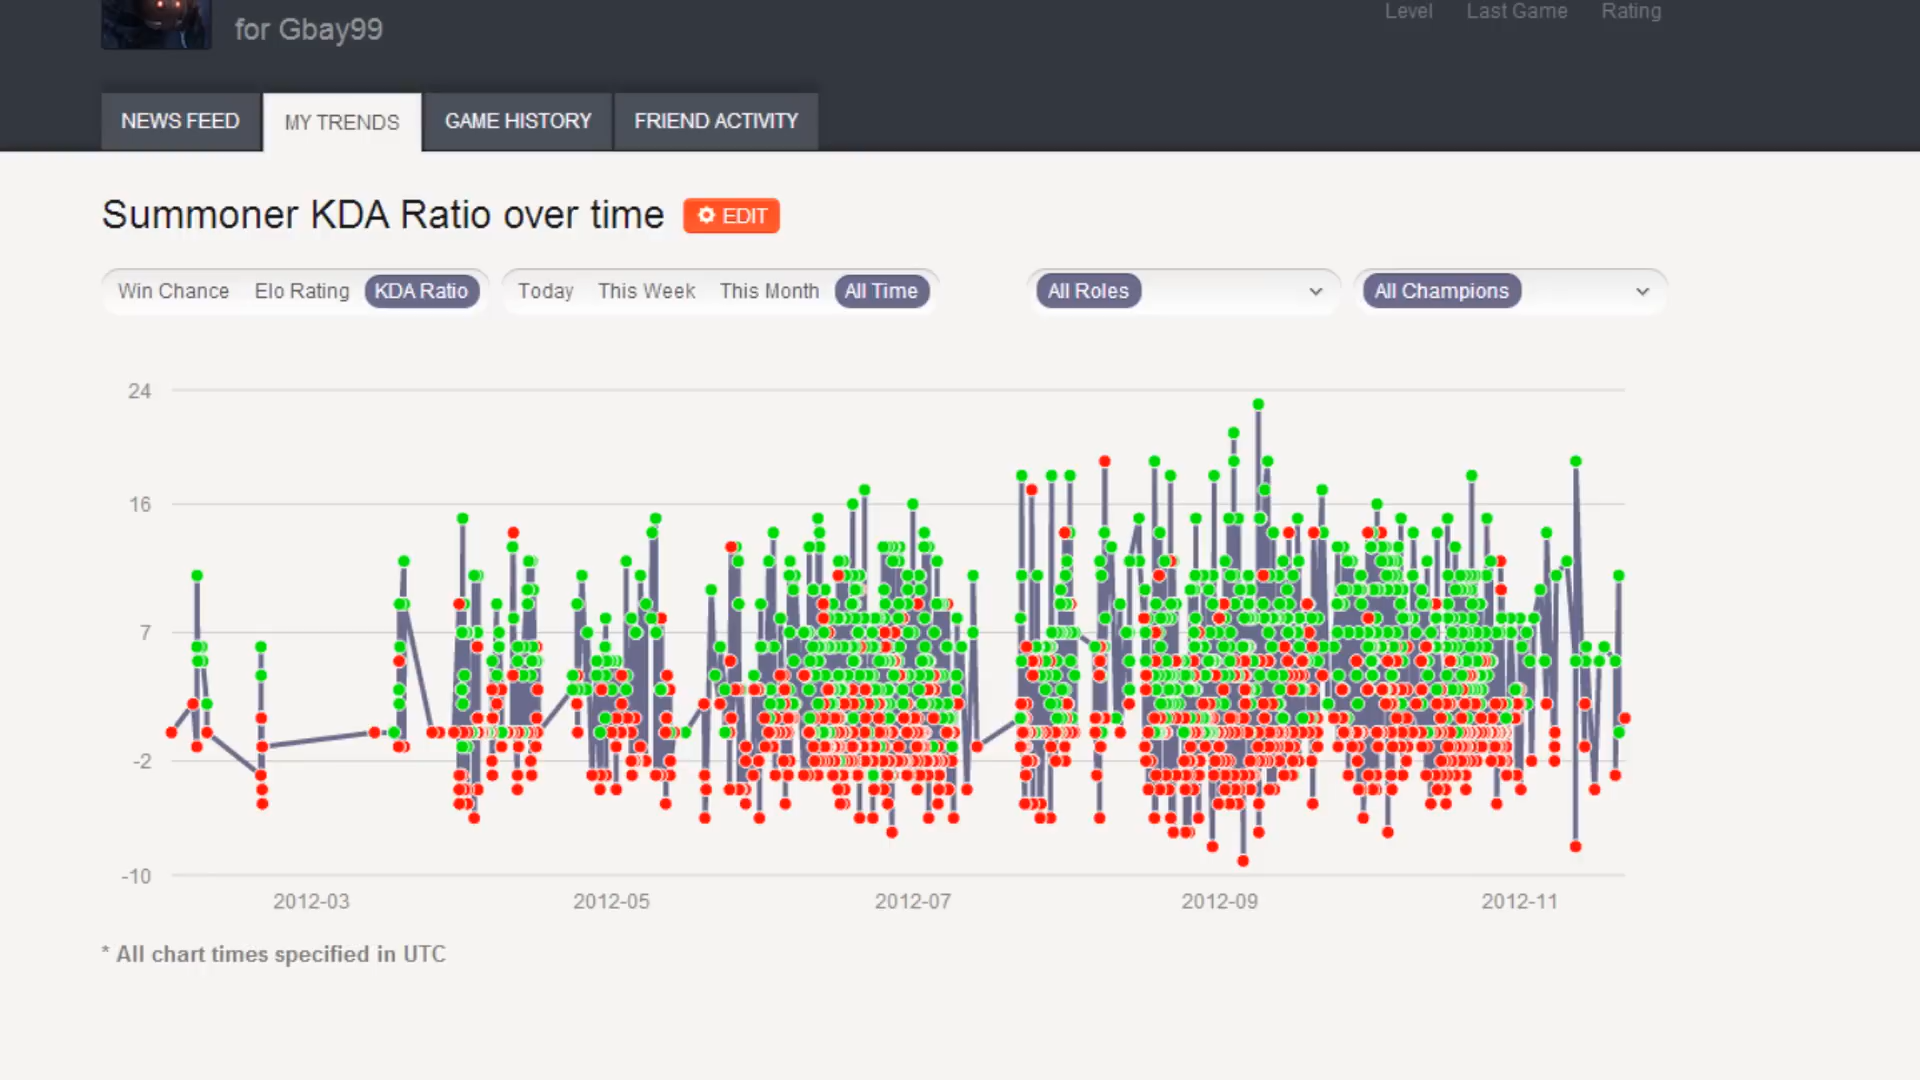 for Gbay99
Level Last Game Rating
NEWS FEED MY TRENDS GAME HISTORY FRIEND ACTIVITY
Summoner KDA Ratio over time EDIT
Win Chance Elo Rating KDA Ratio Today This Week This Month All Time All Roles All Champions
24
16
7
-2
-10
2012-03 2012-05 2012-07 2012-09 2012-11
* All chart times specified in UTC